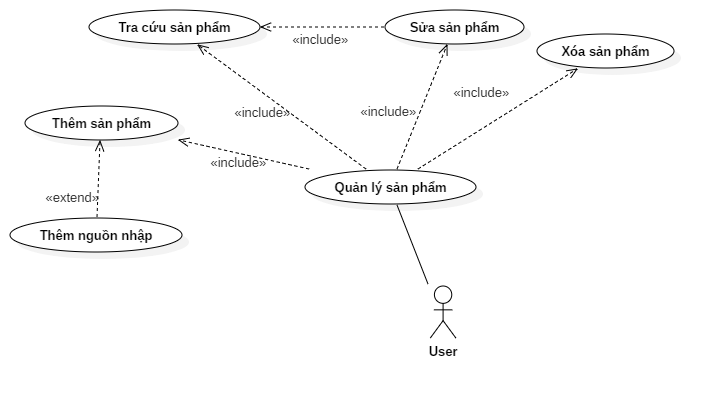 Tra cứu sản phẩm
Sửa sản phẩm
«include»
Xóa sản phẩm
«include»
«include»
«include»
Thêm sản phẩm
«include»
Quản lý sản phẩm
«extend»
Thêm nguồn nhập
User